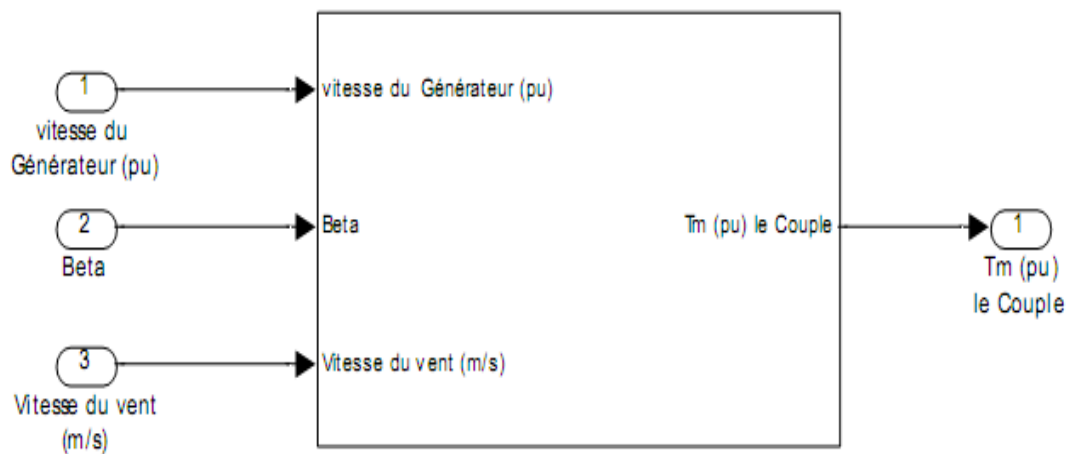 1
vitesse du
Générateur (pu)
2
Beta
3
Vitesse du vent
(m/s)
vitesse du Générateur (pu)
Beta
Vitesse du vent (m/s)
Tm (pu) le Couple
1
Tm (pu)
le Couple